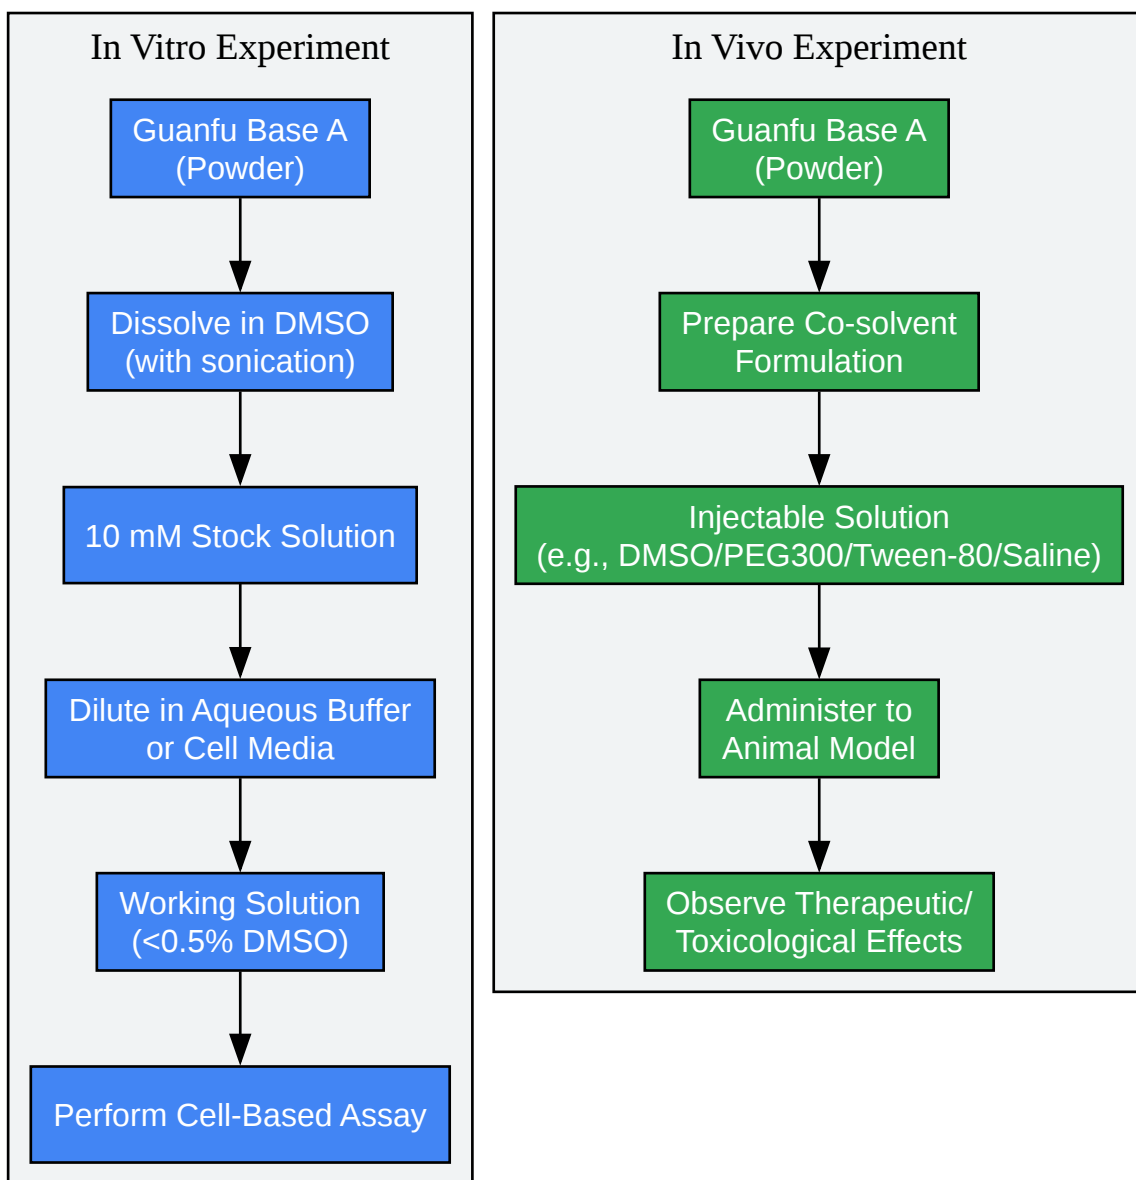 In Vitro Experiment
Guanfu Base A
(Powder)
Dissolve in DMSO
(with sonication)
10 mM Stock Solution
Dilute in Aqueous Buffer
or Cell Media
Working Solution
(<0.5% DMSO)
Perform Cell-Based Assay
In Vivo Experiment
Guanfu Base A
(Powder)
Prepare Co-solvent
Formulation
Injectable Solution
(e.g., DMSO/PEG300/Tween-80/Saline)
Administer to
Animal Model
Observe Therapeutic/
Toxicological Effects